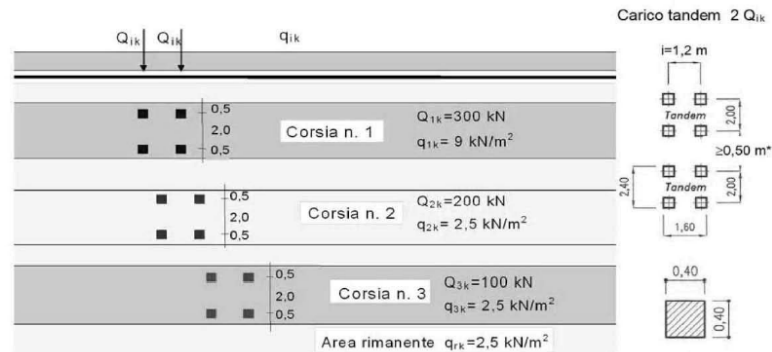 Carico tandem 2 Qik
Qik Qik qik
i=1,2 m
0,5
2,0
0,5
Corsia n. 1
Q1k=300 kN
q1k= 9 kN/m²
Tandem
2,00
≥0,50 m*
Tandem
2,00
2,40
1,60
0,5
2,0
0,5
Corsia n. 2
Q2k=200 kN
q2k= 2,5 kN/m²
0,5
2,0
0,5
Corsia n. 3
Q3k=100 kN
q3k= 2,5 kN/m²
0,40
0,40
Area rimanente qrk=2,5 kN/m²